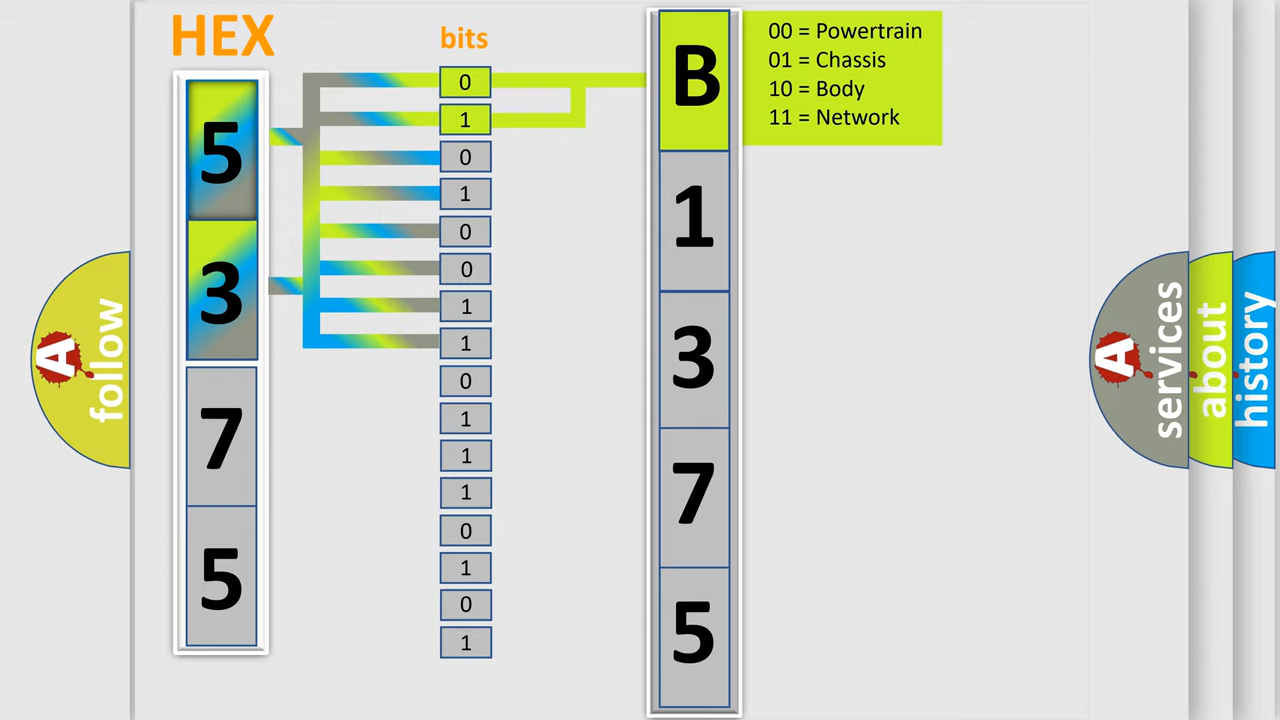 HEX
bits
5
3
7
5
0
1
0
1
0
0
1
1
0
1
1
1
0
1
0
1
B
1
3
7
5
00 = Powertrain
01 = Chassis
10 = Body
11 = Network
A
follow
A
services
about
history